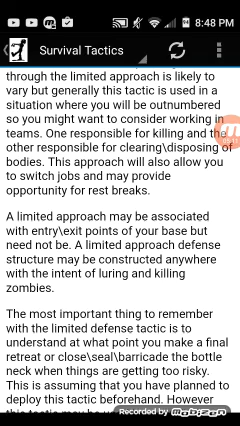 8:48 PM
Survival Tactics
through the limited approach is likely to
vary but generally this tactic is used in a
situation where you will be outnumbered
so you might want to consider working in
teams. One responsible for killing and the
other responsible for clearing\disposing of
bodies. This approach will also allow you
to switch jobs and may provide
opportunity for rest breaks.
A limited approach may be associated
with entry\exit points of your base but
need not be. A limited approach defense
structure may be constructed anywhere
with the intent of luring and killing
zombies.
The most important thing to remember
with the limited defense tactic is to
understand at what point you make a final
retreat or close\seal\barricade the bottle
neck when things are getting too risky.
This is assuming that you have planned to
deploy this tactic beforehand. However
this tactic may be
Recorded by mobizen